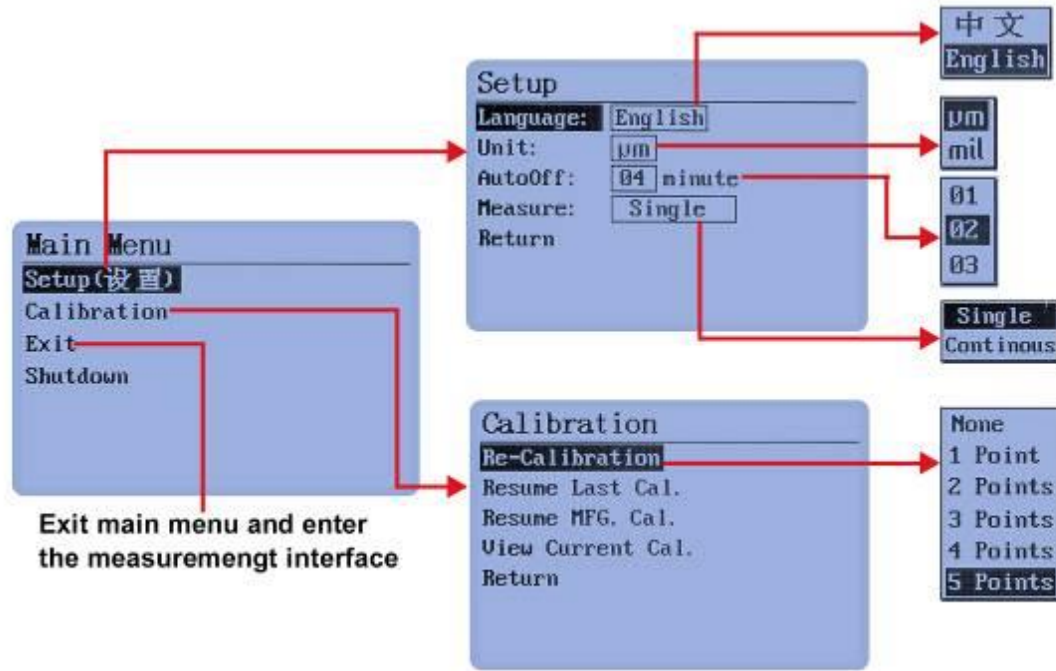 Main Menu
Setup(设置)
Calibration
Exit
Shutdown
Exit main menu and enter
the measuremengt interface
Setup
Language: English
Unit: µm
AutoOff: 04 minute
Measure: Single
Return
中文
English
µm
mil
01
02
03
Single
Continous
Calibration
Re-Calibration
Resume Last Cal.
Resume MFG. Cal.
View Current Cal.
Return
None
1 Point
2 Points
3 Points
4 Points
5 Points